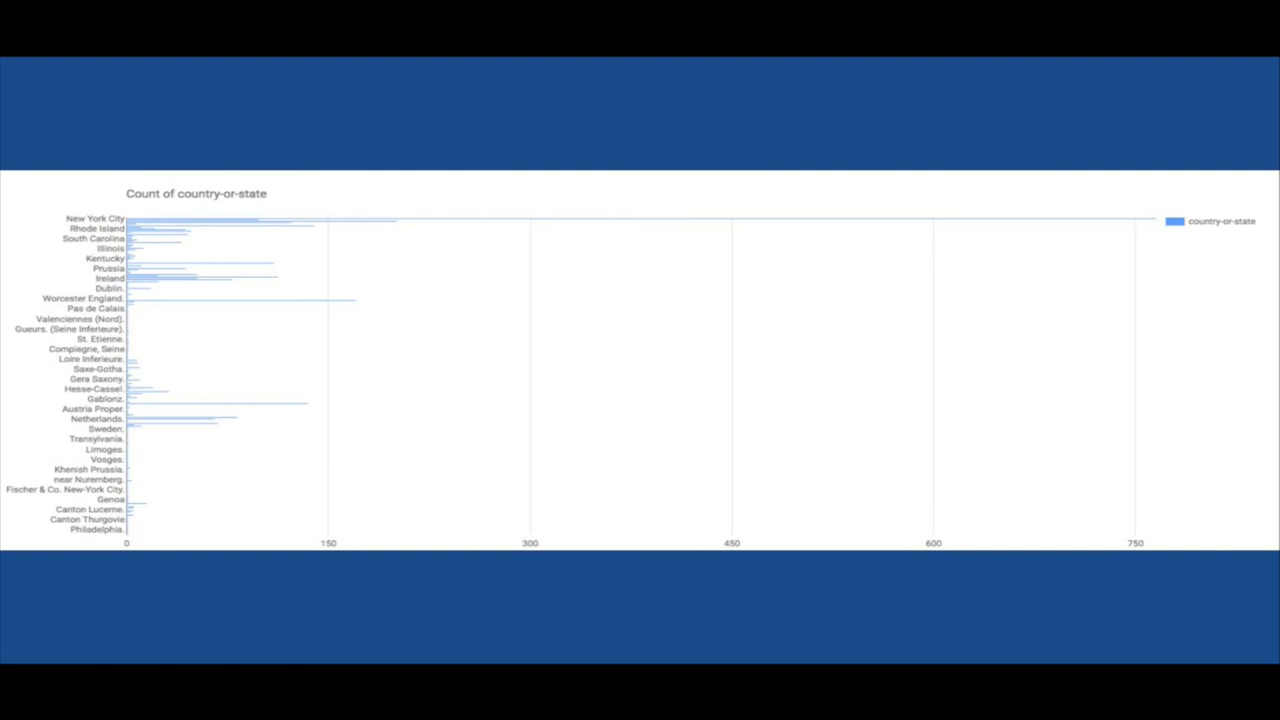 Count of country-or-state
New York City
Rhode Island
South Carolina
Illinois
Kentucky
Prussia
Ireland
Dublin.
Worcester England.
Pas de Calais
Valenciennes (Nord).
Gueurs. (Seine Inferieure).
St. Etienne.
Compiegne, Seine
Loire Inferieure.
Saxe-Gotha.
Gera Saxony.
Hesse-Cassel.
Gablonz.
Austria Proper.
Netherlands.
Sweden.
Transylvania.
Limoges.
Vosges.
Khenish Prussia.
near Nuremberg.
Fischer & Co. New-York City.
Genoa
Canton Lucerne.
Canton Thurgovie
Philadelphia.
0 150 300 450 600 750
country-or-state